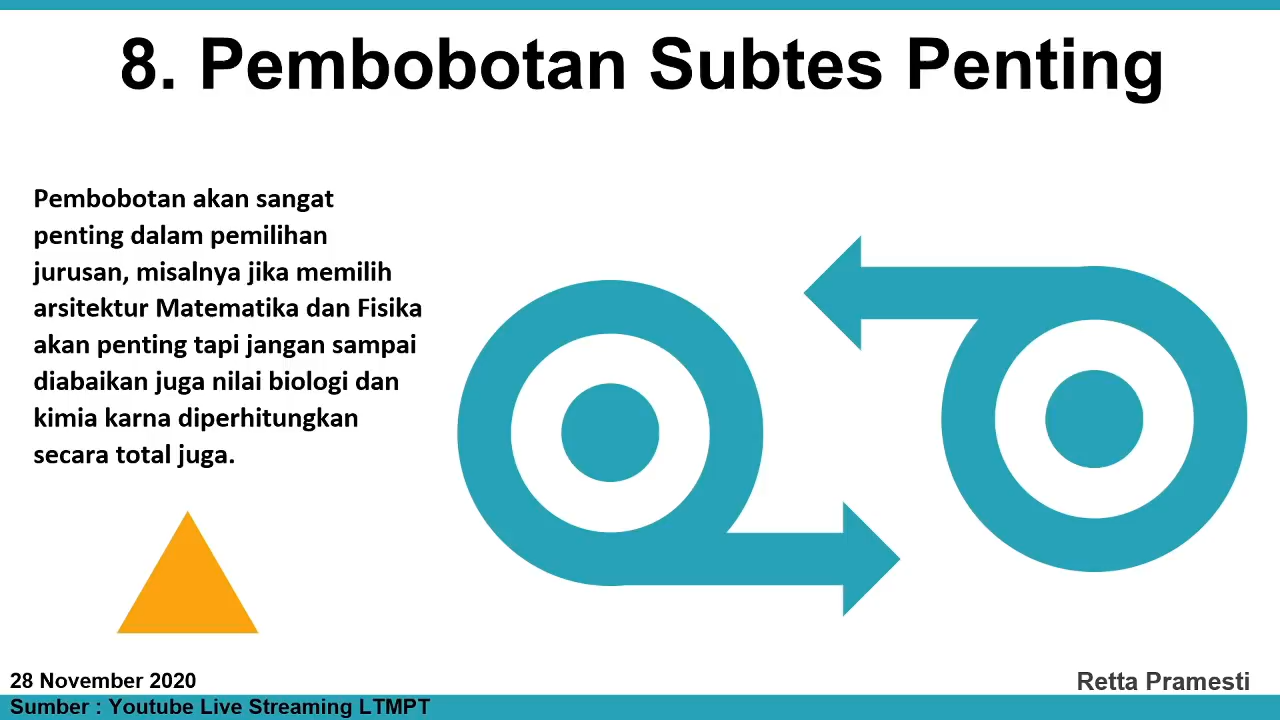 8. Pembobotan Subtes Penting
Pembobotan akan sangat
penting dalam pemilihan
jurusan, misalnya jika memilih
arsitektur Matematika dan Fisika
akan penting tapi jangan sampai
diabaikan juga nilai biologi dan
kimia karna diperhitungkan
secara total juga.
28 November 2020
Retta Pramesti
Sumber : Youtube Live Streaming LTMPT